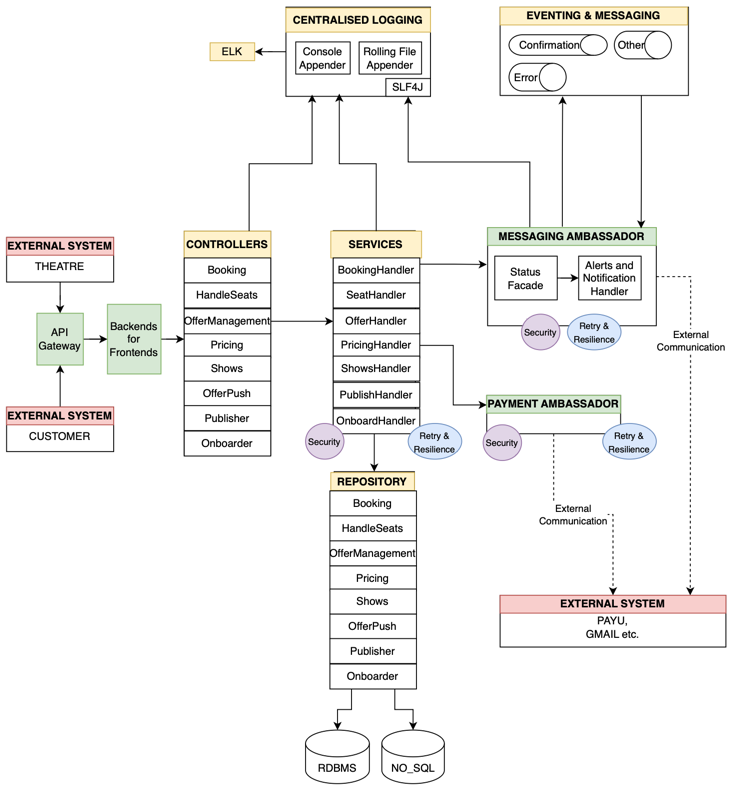 CENTRALISED LOGGING
ELK
Console
Appender
Rolling File
Appender
SLF4J
EVENTING & MESSAGING
Confirmation
Other
Error
EXTERNAL SYSTEM
THEATRE
API
Gateway
Backends
for
Frontends
EXTERNAL SYSTEM
CUSTOMER
CONTROLLERS
Booking
HandleSeats
OfferManagement
Pricing
Shows
OfferPush
Publisher
Onboarder
SERVICES
BookingHandler
SeatHandler
OfferHandler
PricingHandler
ShowsHandler
PublishHandler
OnboardHandler
Security
Retry &
Resilience
MESSAGING AMBASSADOR
Status
Facade
Alerts and
Notification
Handler
Security
Retry &
Resilience
External
Communication
PAYMENT AMBASSADOR
Security
Retry &
Resilience
External
Communication
REPOSITORY
Booking
HandleSeats
OfferManagement
Pricing
Shows
OfferPush
Publisher
Onboarder
EXTERNAL SYSTEM
PAYU,
GMAIL etc.
RDBMS
NO_SQL